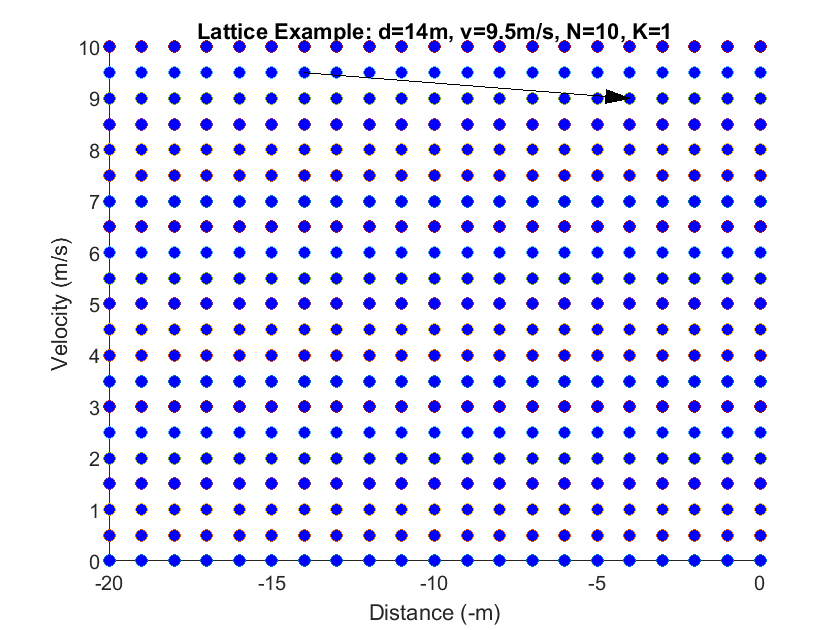 Lattice Example: d=14m, v=9.5m/s, N=10, K=1
10
9
8
7
6
5
4
3
2
1
0
Velocity (m/s)
-20 -15 -10 -5 0
Distance (-m)